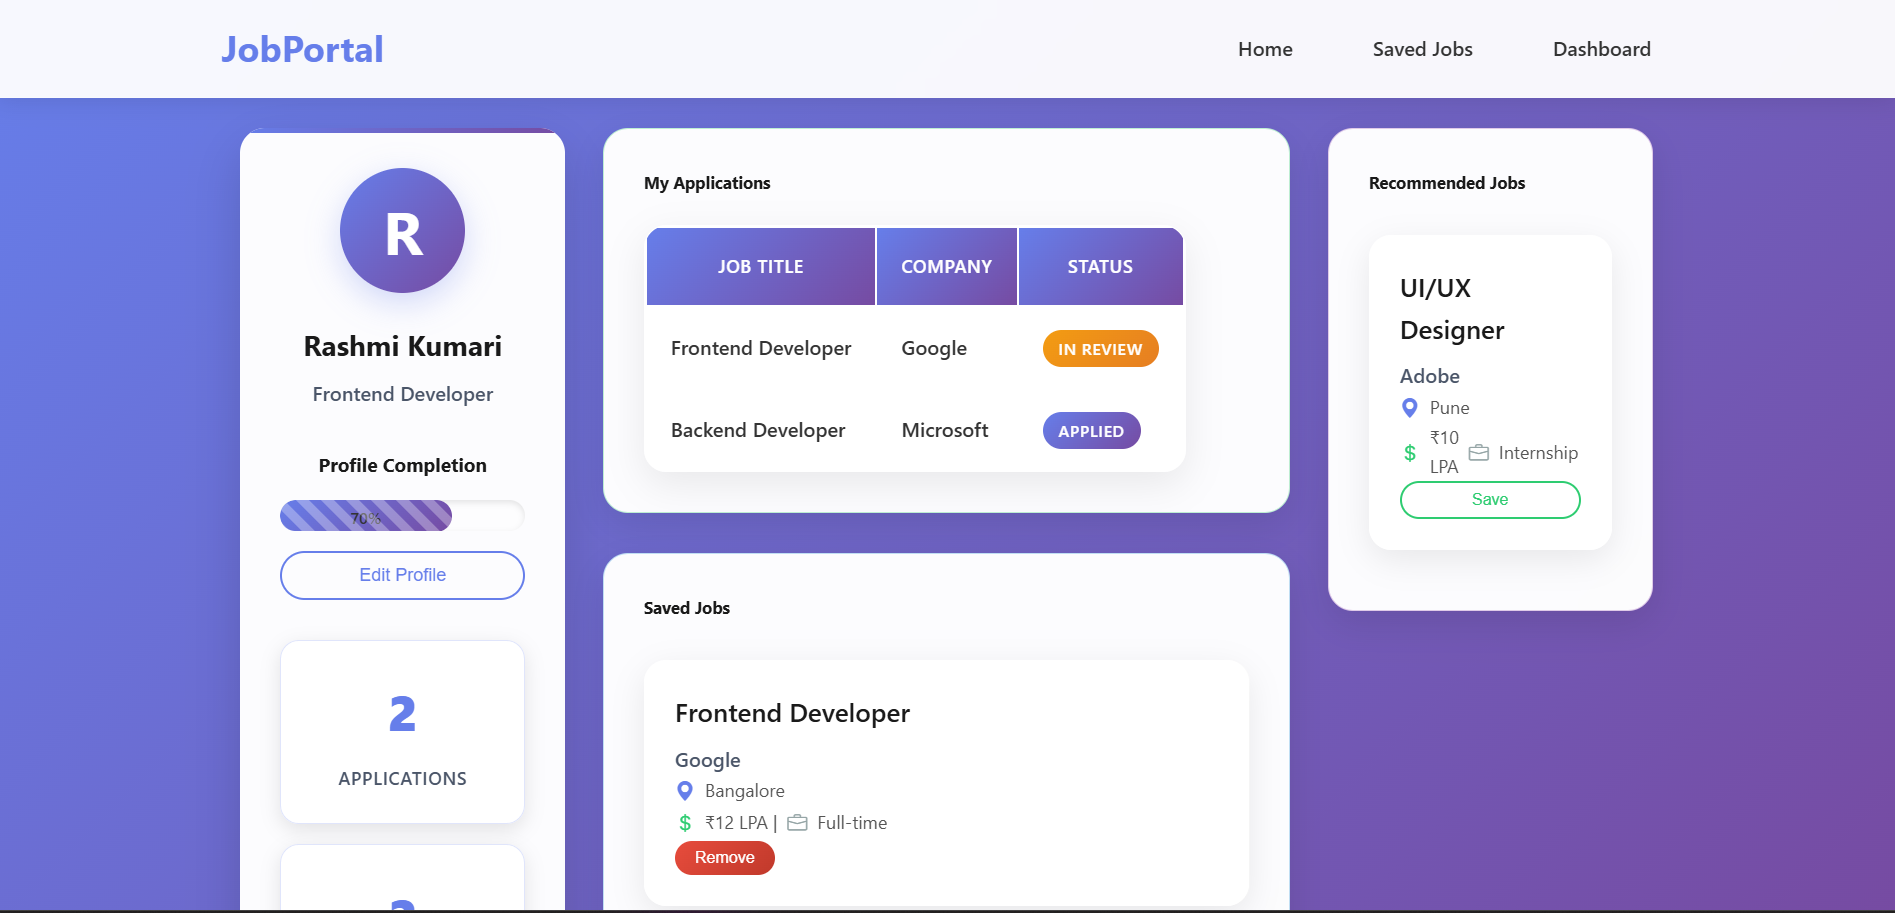 JobPortal
Home Saved Jobs Dashboard
R
Rashmi Kumari
Frontend Developer
Profile Completion
70%
Edit Profile
2
APPLICATIONS
My Applications
JOB TITLE COMPANY STATUS
Frontend Developer Google IN REVIEW
Backend Developer Microsoft APPLIED
Saved Jobs
Frontend Developer
Google
Bangalore
$ ₹12 LPA | Full-time
Remove
Recommended Jobs
UI/UX
Designer
Adobe
Pune
$ ₹10 LPA Internship
Save